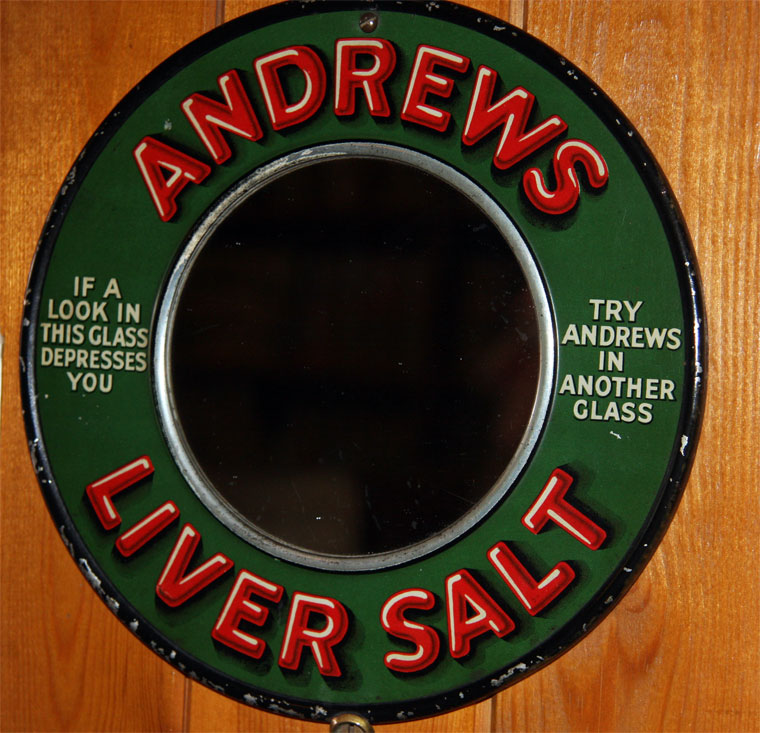 ANDREWS
IF A
LOOK IN
THIS GLASS
DEPRESSES
YOU
TRY
ANDREWS
IN
ANOTHER
GLASS
LIVER SALT